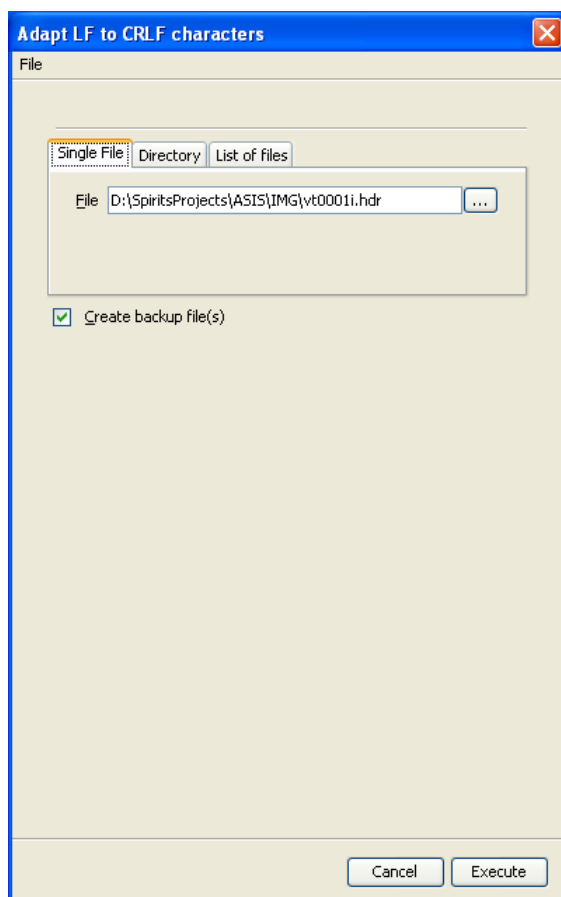 Adapt LF to CRLF characters
File
Single File Directory List of files
File D:\SpiritsProjects\ASIS\IMG\vt0001i.hdr ...
Create backup file(s)
Cancel Execute